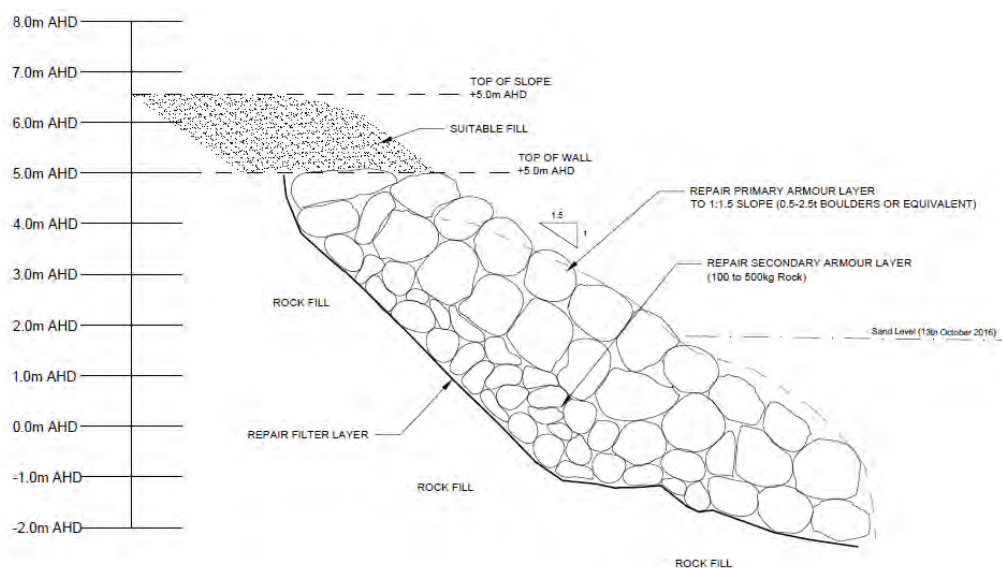 8.0m AHD
7.0m AHD
TOP OF SLOPE
+5.0m AHD
6.0m AHD
SUITABLE FILL
TOP OF WALL
+5.0m AHD
5.0m AHD
REPAIR PRIMARY ARMOUR LAYER
TO 1:1.5 SLOPE (0.5-2.5t BOULDERS OR EQUIVALENT)
1.5
1
4.0m AHD
REPAIR SECONDARY ARMOUR LAYER
(100 to 500kg Rock)
3.0m AHD
ROCK FILL
2.0m AHD
Sand Level (13th October 2016)
1.0m AHD
0.0m AHD
REPAIR FILTER LAYER
-1.0m AHD
ROCK FILL
-2.0m AHD
ROCK FILL